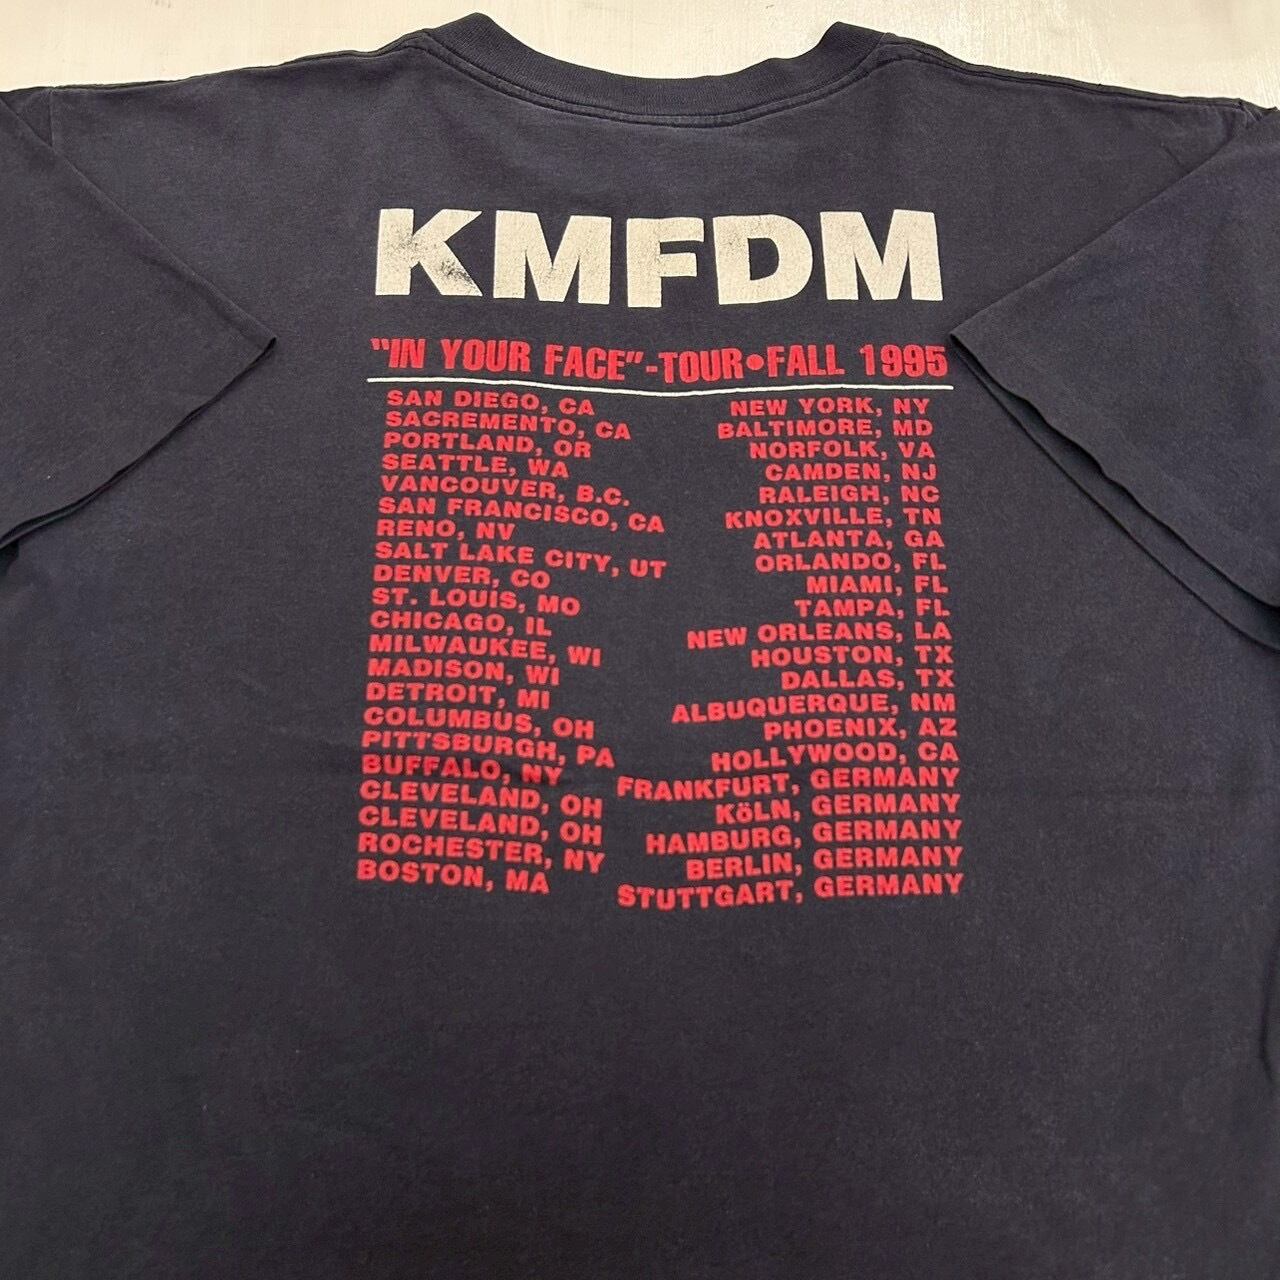 KMFDM
"IN YOUR FACE"-TOUR•FALL 1995
SAN DIEGO, CA
SACREMENTO, CA
PORTLAND, OR
SEATTLE, WA
VANCOUVER, B.C.
SAN FRANCISCO, CA
RENO, NV
SALT LAKE CITY, UT
DENVER, CO
ST. LOUIS, MO
CHICAGO, IL
MILWAUKEE, WI
MADISON, WI
DETROIT, MI
COLUMBUS, OH
PITTSBURGH, PA
BUFFALO, NY
CLEVELAND, OH
CLEVELAND, OH
ROCHESTER, NY
BOSTON, MA
NEW YORK, NY
BALTIMORE, MD
NORFOLK, VA
CAMDEN, NJ
RALEIGH, NC
KNOXVILLE, TN
ATLANTA, GA
ORLANDO, FL
MIAMI, FL
TAMPA, FL
NEW ORLEANS, LA
HOUSTON, TX
DALLAS, TX
ALBUQUERQUE, NM
PHOENIX, AZ
HOLLYWOOD, CA
FRANKFURT, GERMANY
KöLN, GERMANY
HAMBURG, GERMANY
BERLIN, GERMANY
STUTTGART, GERMANY